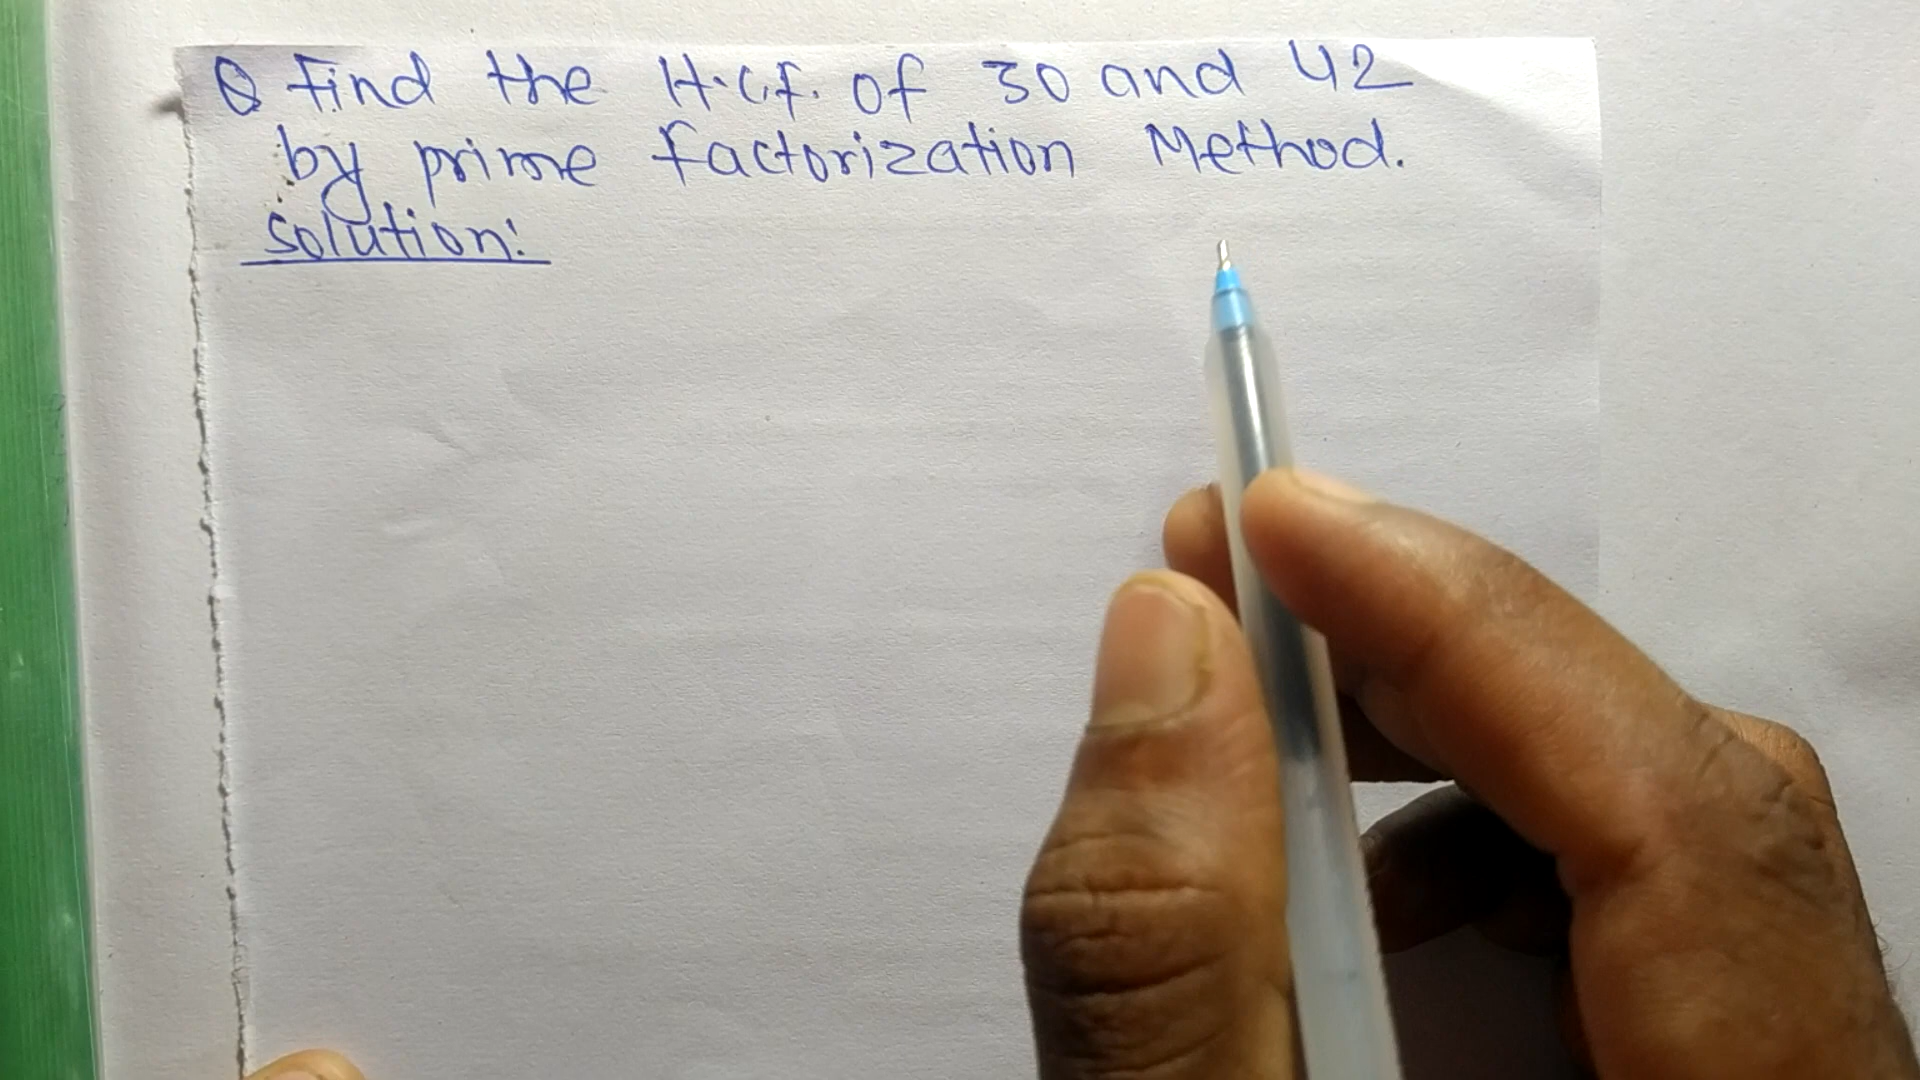 Q Find the H.C.F. of 30 and 42
by prime factorization Method.
Solution: